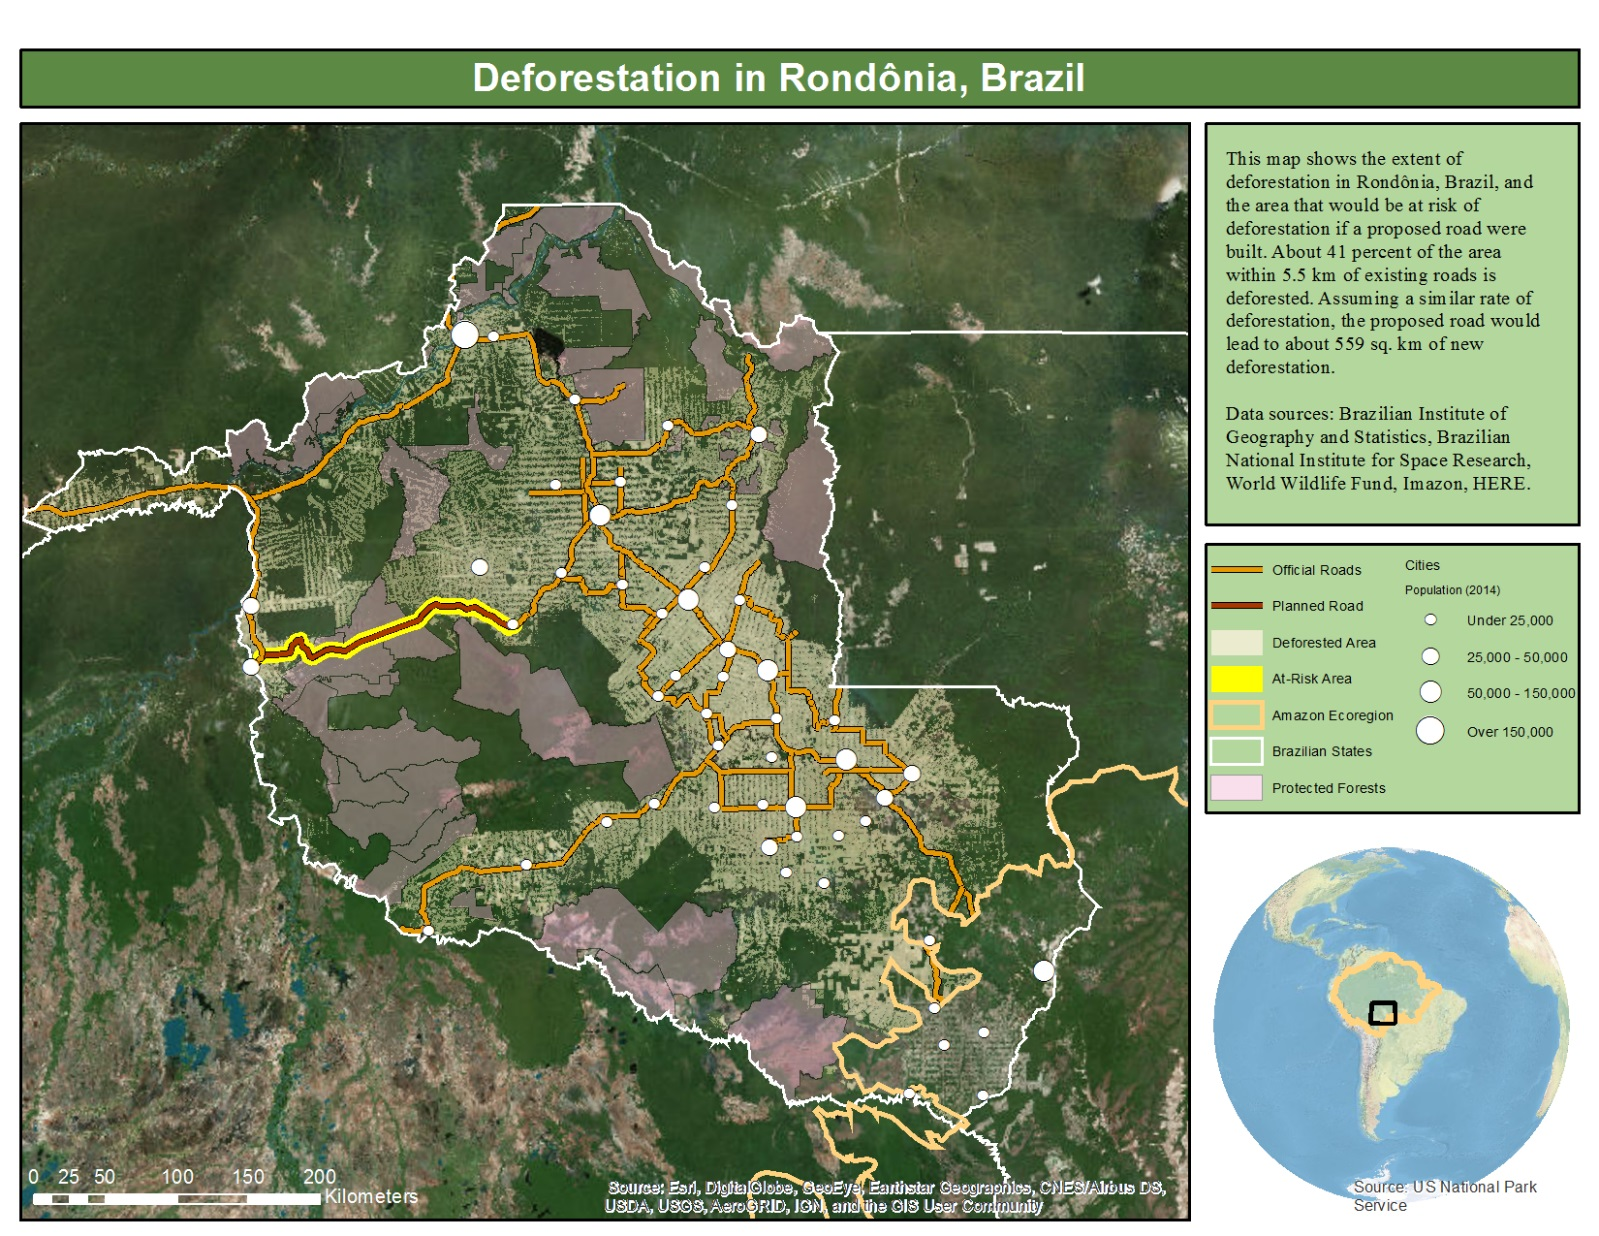 Deforestation in Rondônia, Brazil
This map shows the extent of
deforestation in Rondônia, Brazil, and
the area that would be at risk of
deforestation if a proposed road were
built. About 41 percent of the area
within 5.5 km of existing roads is
deforested. Assuming a similar rate of
deforestation, the proposed road would
lead to about 559 sq. km of new
deforestation.
Data sources: Brazilian Institute of
Geography and Statistics, Brazilian
National Institute for Space Research,
World Wildlife Fund, Imazon, HERE.
Official Roads
Planned Road
Deforested Area
At-Risk Area
Amazon Ecoregion
Brazilian States
Protected Forests
Cities
Population (2014)
Under 25,000
25,000 - 50,000
50,000 - 150,000
Over 150,000
0 25 50 100 150 200
Kilometers
Source: Esri, DigitalGlobe, GeoEye, Earthstar Geographics, CNES/Airbus DS,
USDA, USGS, AeroGRID, IGN, and the GIS User Community
Source: US National Park
Service